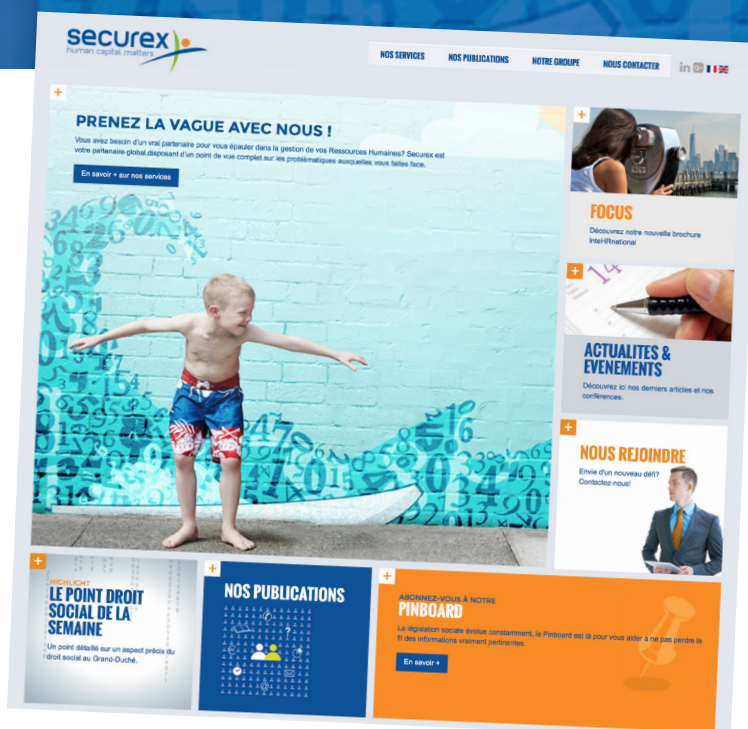 securex
human capital matters
NOS SERVICES
NOS PUBLICATIONS
NOTRE GROUPE
NOUS CONTACTER
in
PRENEZ LA VAGUE AVEC NOUS !
Vous avez besoin d'un vrai partenaire pour vous épauler dans la gestion de vos Ressources Humaines? Securex est
votre partenaire global disposant d'un point de vue complet sur les problématiques auxquelles vous faites face.
En savoir + sur nos services
FOCUS
Découvrez notre nouvelle brochure
InteHRnational
14
ACTUALITES &
EVENEMENTS
Découvrez ici nos derniers articles et nos
conférences.
NOUS REJOINDRE
Envie d'un nouveau défi?
Contactez-nous!
HIGHLIGHT
LE POINT DROIT
SOCIAL DE LA
SEMAINE
Un point détaillé sur un aspect précis du
droit social au Grand-Duché.
NOS PUBLICATIONS
ABONNEZ-VOUS À NOTRE
PINBOARD
La législation sociale évolue constamment, le Pinboard est là pour vous aider à ne pas perdre le
fil des informations vraiment pertinentes.
En savoir +